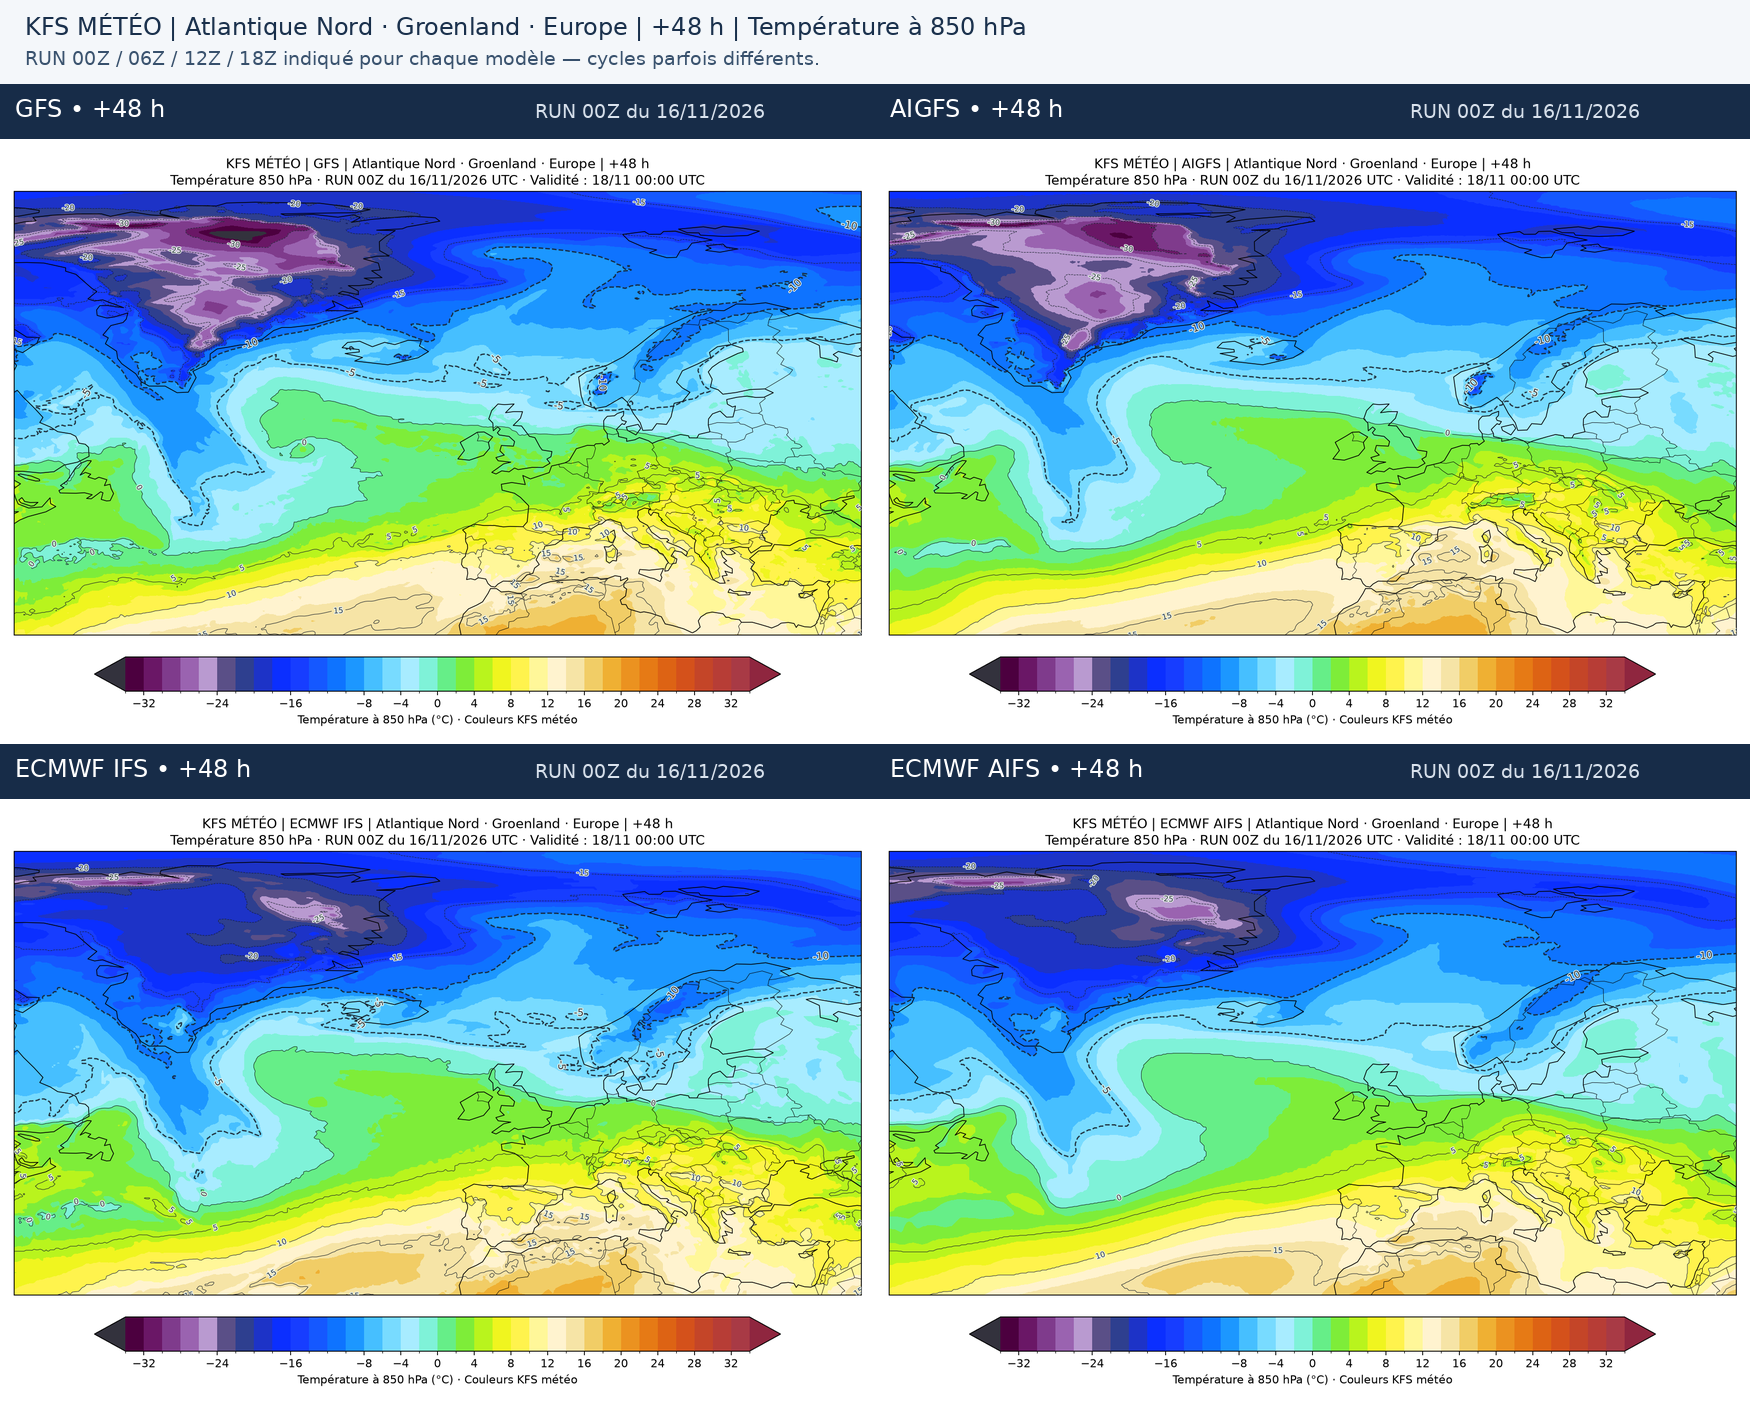 KFS MÉTÉO | Atlantique Nord · Groenland · Europe | +48 h | Température à 850 hPa
RUN 00Z / 06Z / 12Z / 18Z indiqué pour chaque modèle — cycles parfois différents.
GFS • +48 h
RUN 00Z du 16/11/2026
AIGFS • +48 h
RUN 00Z du 16/11/2026
KFS MÉTÉO | GFS | Atlantique Nord · Groenland · Europe | +48 h
Température 850 hPa · RUN 00Z du 16/11/2026 UTC · Validité : 18/11 00:00 UTC
KFS MÉTÉO | AIGFS | Atlantique Nord · Groenland · Europe | +48 h
Température 850 hPa · RUN 00Z du 16/11/2026 UTC · Validité : 18/11 00:00 UTC
−32 −24 −16 −8 −4 0 4 8 12 16 20 24 28 32
Température à 850 hPa (°C) · Couleurs KFS météo
−32 −24 −16 −8 −4 0 4 8 12 16 20 24 28 32
Température à 850 hPa (°C) · Couleurs KFS météo
ECMWF IFS • +48 h
RUN 00Z du 16/11/2026
ECMWF AIFS • +48 h
RUN 00Z du 16/11/2026
KFS MÉTÉO | ECMWF IFS | Atlantique Nord · Groenland · Europe | +48 h
Température 850 hPa · RUN 00Z du 16/11/2026 UTC · Validité : 18/11 00:00 UTC
KFS MÉTÉO | ECMWF AIFS | Atlantique Nord · Groenland · Europe | +48 h
Température 850 hPa · RUN 00Z du 16/11/2026 UTC · Validité : 18/11 00:00 UTC
−32 −24 −16 −8 −4 0 4 8 12 16 20 24 28 32
Température à 850 hPa (°C) · Couleurs KFS météo
−32 −24 −16 −8 −4 0 4 8 12 16 20 24 28 32
Température à 850 hPa (°C) · Couleurs KFS météo